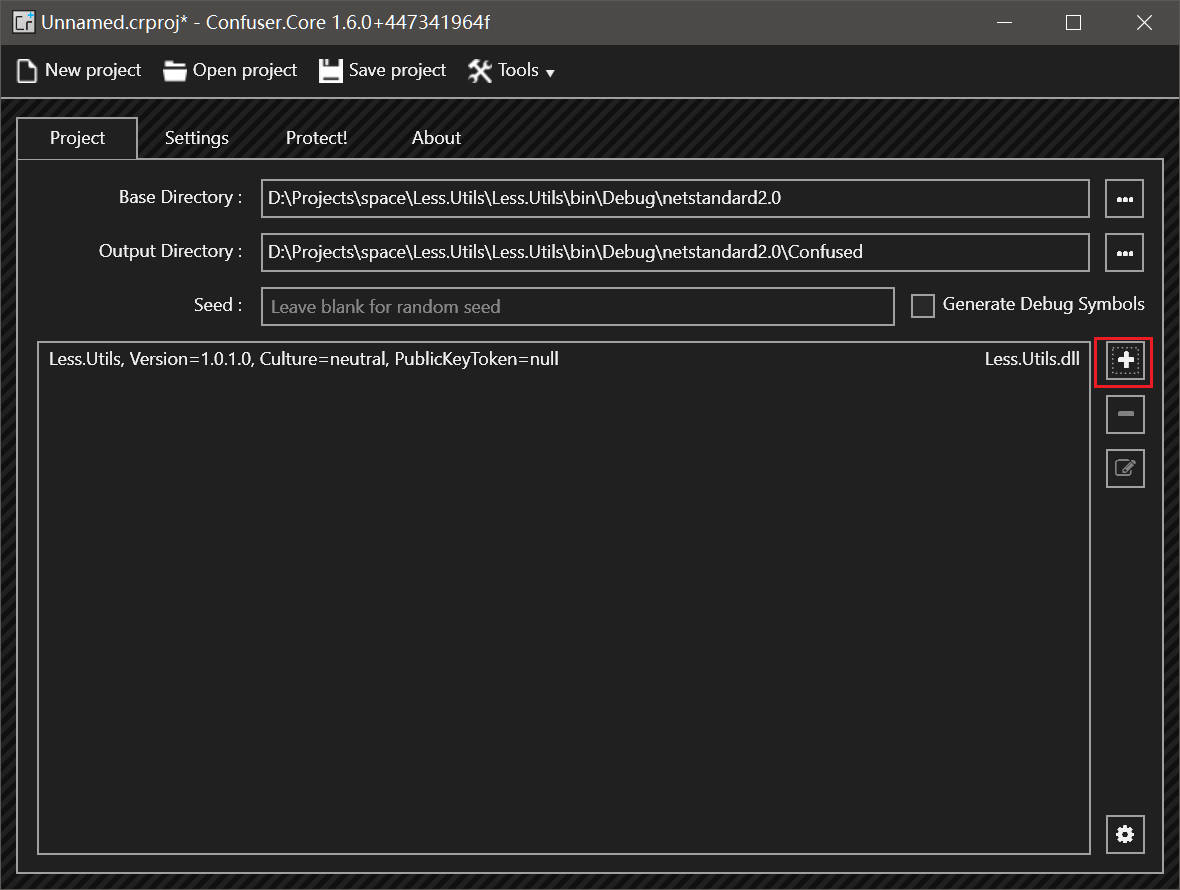 Unnamed.crproj* - Confuser.Core 1.6.0+447341964f
New project Open project Save project Tools
Project Settings Protect! About
Base Directory : D:\Projects\space\Less.Utils\Less.Utils\bin\Debug\netstandard2.0
Output Directory : D:\Projects\space\Less.Utils\Less.Utils\bin\Debug\netstandard2.0\Confused
Seed : Leave blank for random seed Generate Debug Symbols
Less.Utils, Version=1.0.1.0, Culture=neutral, PublicKeyToken=null Less.Utils.dll